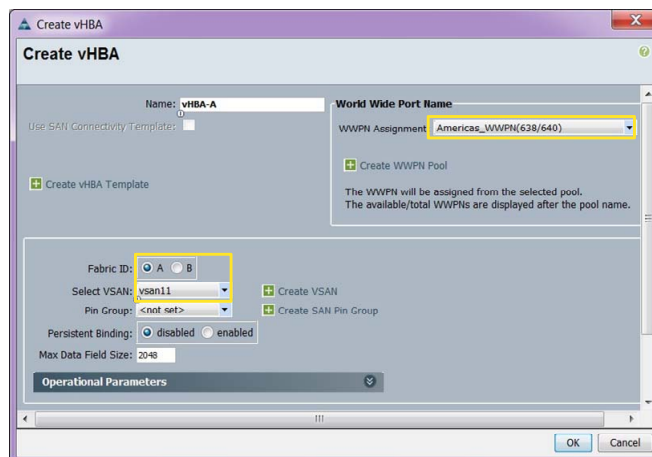 Create vHBA
Create vHBA
Name: vHBA-A
Use SAN Connectivity Template:
Create vHBA Template
World Wide Port Name
WWPN Assignment Americas_WWPN(638/640)
Create WWPN Pool
The WWPN will be assigned from the selected pool.
The available/total WWPNs are displayed after the pool name.
Fabric ID: A B
Select VSAN: vsan11 Create VSAN
Pin Group: <not set> Create SAN Pin Group
Persistent Binding: disabled enabled
Max Data Field Size: 2048
Operational Parameters
OK Cancel